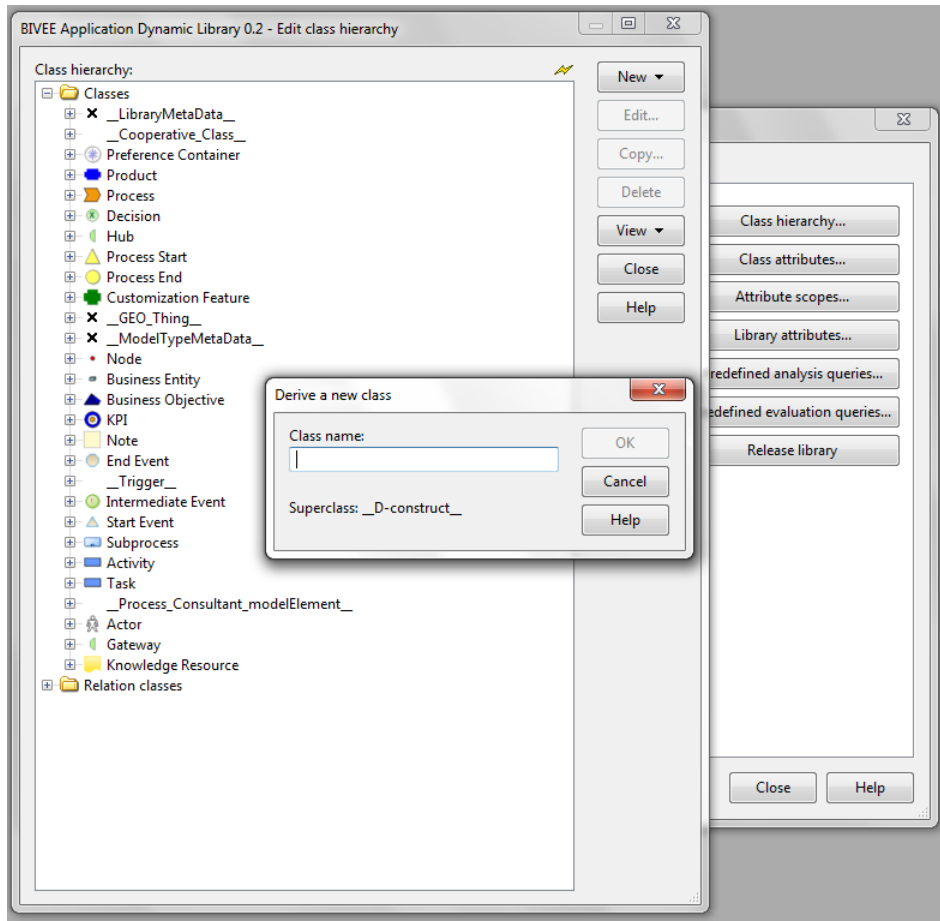 BIVEE Application Dynamic Library 0.2 - Edit class hierarchy
Class hierarchy:
Classes
__LibraryMetaData__
__Cooperative_Class__
Preference Container
Product
Process
Decision
Hub
Process Start
Process End
Customization Feature
__GEO_Thing__
__ModelTypeMetaData__
Node
Business Entity
Business Objective
KPI
Note
End Event
__Trigger__
Intermediate Event
Start Event
Subprocess
Activity
Task
__Process_Consultant_modelElement__
Actor
Gateway
Knowledge Resource
Relation classes
New
Edit...
Copy...
Delete
View
Close
Help
Derive a new class
Class name:
Superclass: __D-construct__
OK
Cancel
Help
Class hierarchy...
Class attributes...
Attribute scopes...
Library attributes...
redefined analysis queries...
edefined evaluation queries...
Release library
Close
Help